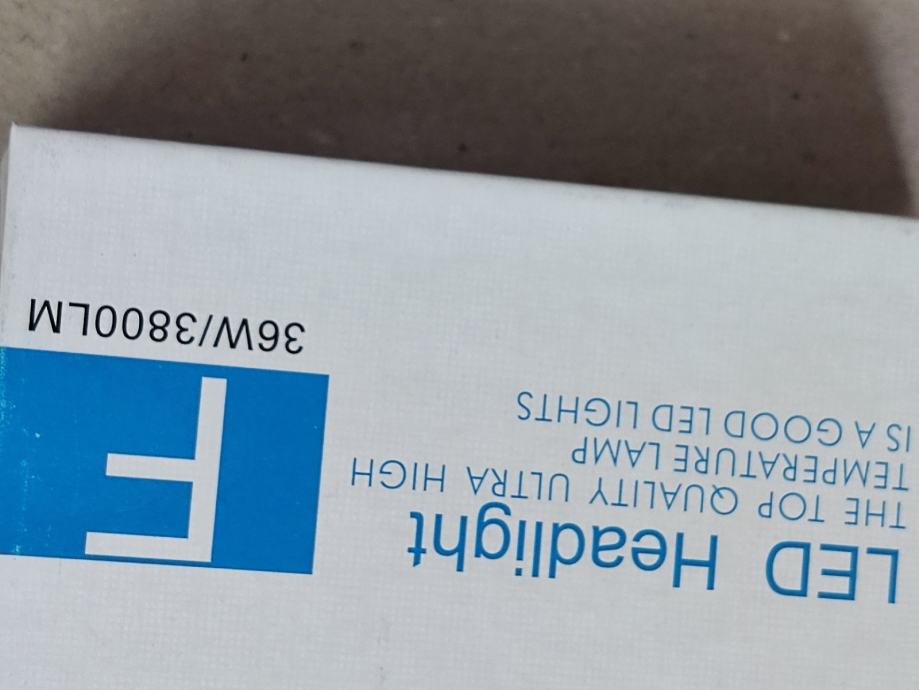 LED Headlight
THE TOP QUALITY ULTRA HIGH
TEMPERATURE LAMP
IS A GOOD LED LIGHTS
F
36W/3800LM